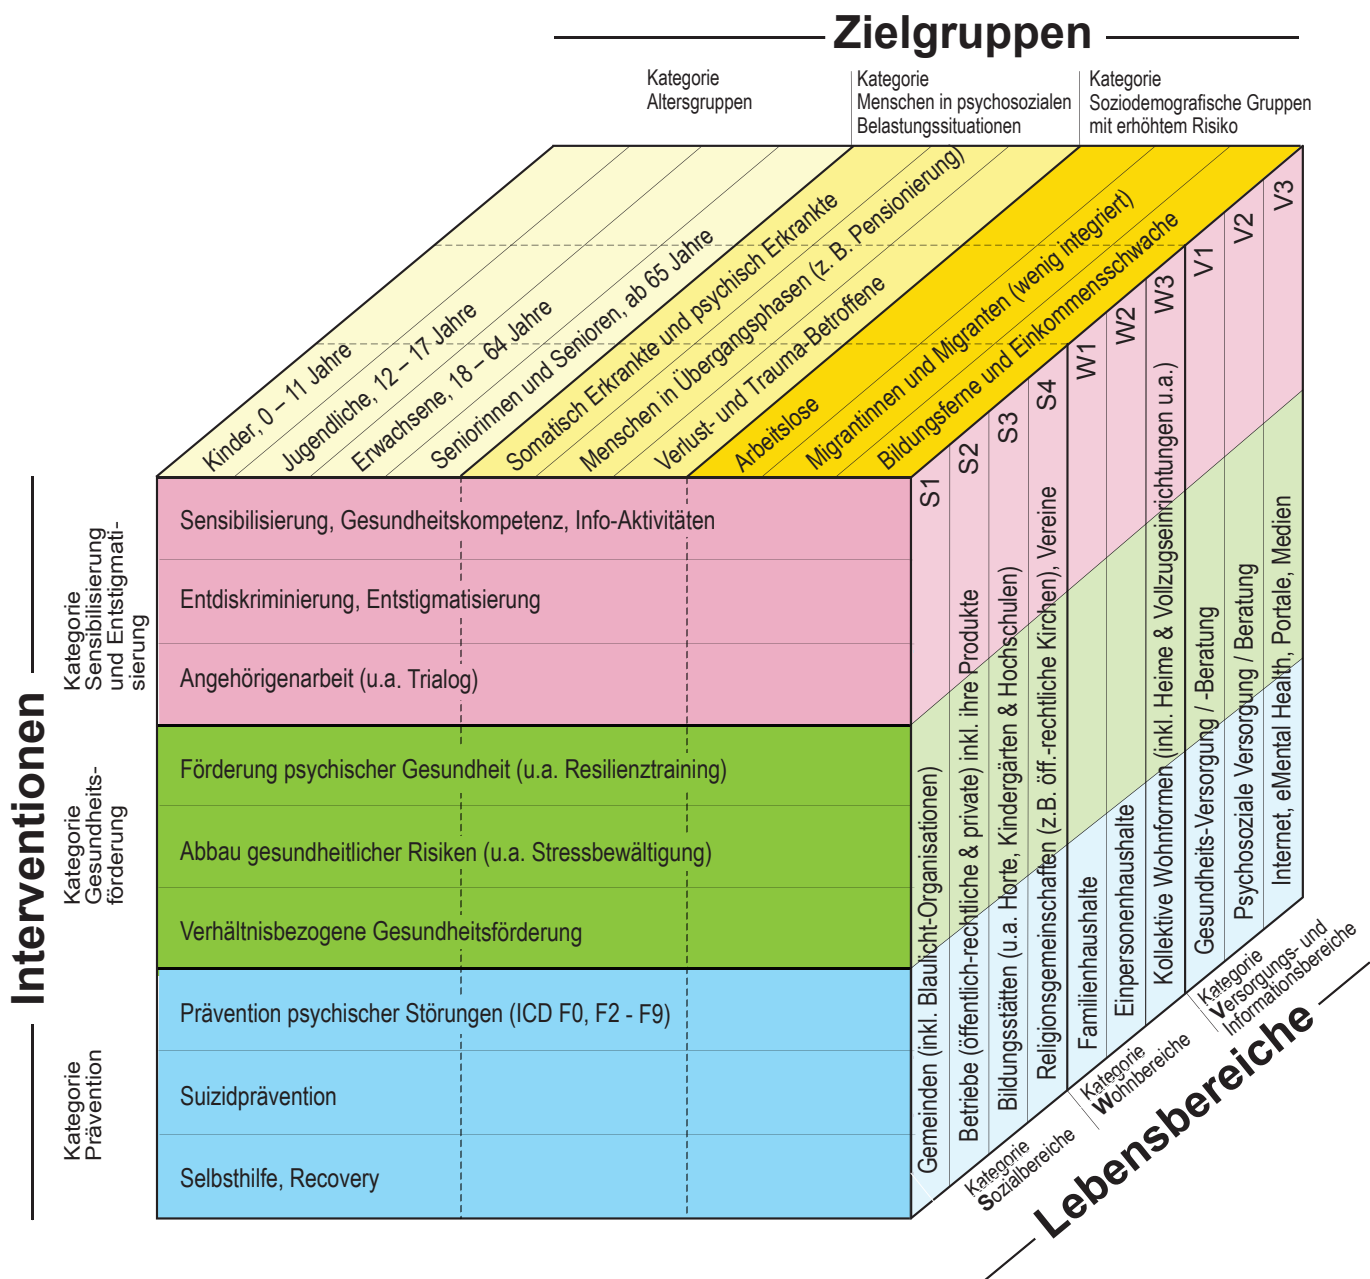 Zielgruppen
Kategorie
Altersgruppen
Kategorie
Menschen in psychosozialen
Belastungssituationen
Kategorie
Soziodemografische Gruppen
mit erhöhtem Risiko
Kinder, 0 – 11 Jahre
Jugendliche, 12 – 17 Jahre
Erwachsene, 18 – 64 Jahre
Seniorinnen und Senioren, ab 65 Jahre
Somatisch Erkrankte und psychisch Erkrankte
Menschen in Übergangsphasen (z. B. Pensionierung)
Verlust- und Trauma-Betroffene
Arbeitslose
Migrantinnen und Migranten (wenig integriert)
Bildungsferne und Einkommensschwache
Interventionen
Kategorie
Sensibilisierung
und Entstigmati-
sierung
Sensibilisierung, Gesundheitskompetenz, Info-Aktivitäten
Entdiskriminierung, Entstigmatisierung
Angehörigenarbeit (u.a. Trialog)
Kategorie
Gesundheits-
förderung
Förderung psychischer Gesundheit (u.a. Resilienztraining)
Abbau gesundheitlicher Risiken (u.a. Stressbewältigung)
Verhältnisbezogene Gesundheitsförderung
Kategorie
Prävention
Prävention psychischer Störungen (ICD F0, F2 - F9)
Suizidprävention
Selbsthilfe, Recovery
S1
Gemeinden (inkl. Blaulicht-Organisationen)
S2
Betriebe (öffentlich-rechtliche & private) inkl. ihre Produkte
S3
Bildungsstätten (u.a. Horte, Kindergärten & Hochschulen)
S4
Religionsgemeinschaften (z.B. öff.-rechtliche Kirchen), Vereine
W1
Familienhaushalte
W2
Einpersonenhaushalte
W3
Kollektive Wohnformen (inkl. Heime & Vollzugseinrichtungen u.a.)
V1
Gesundheits-Versorgung / -Beratung
V2
Psychosoziale Versorgung / Beratung
V3
Internet, eMental Health, Portale, Medien
Kategorie
Sozialbereiche
Kategorie
Wohnbereiche
Kategorie
Versorgungs- und
Informationsbereiche
Lebensbereiche